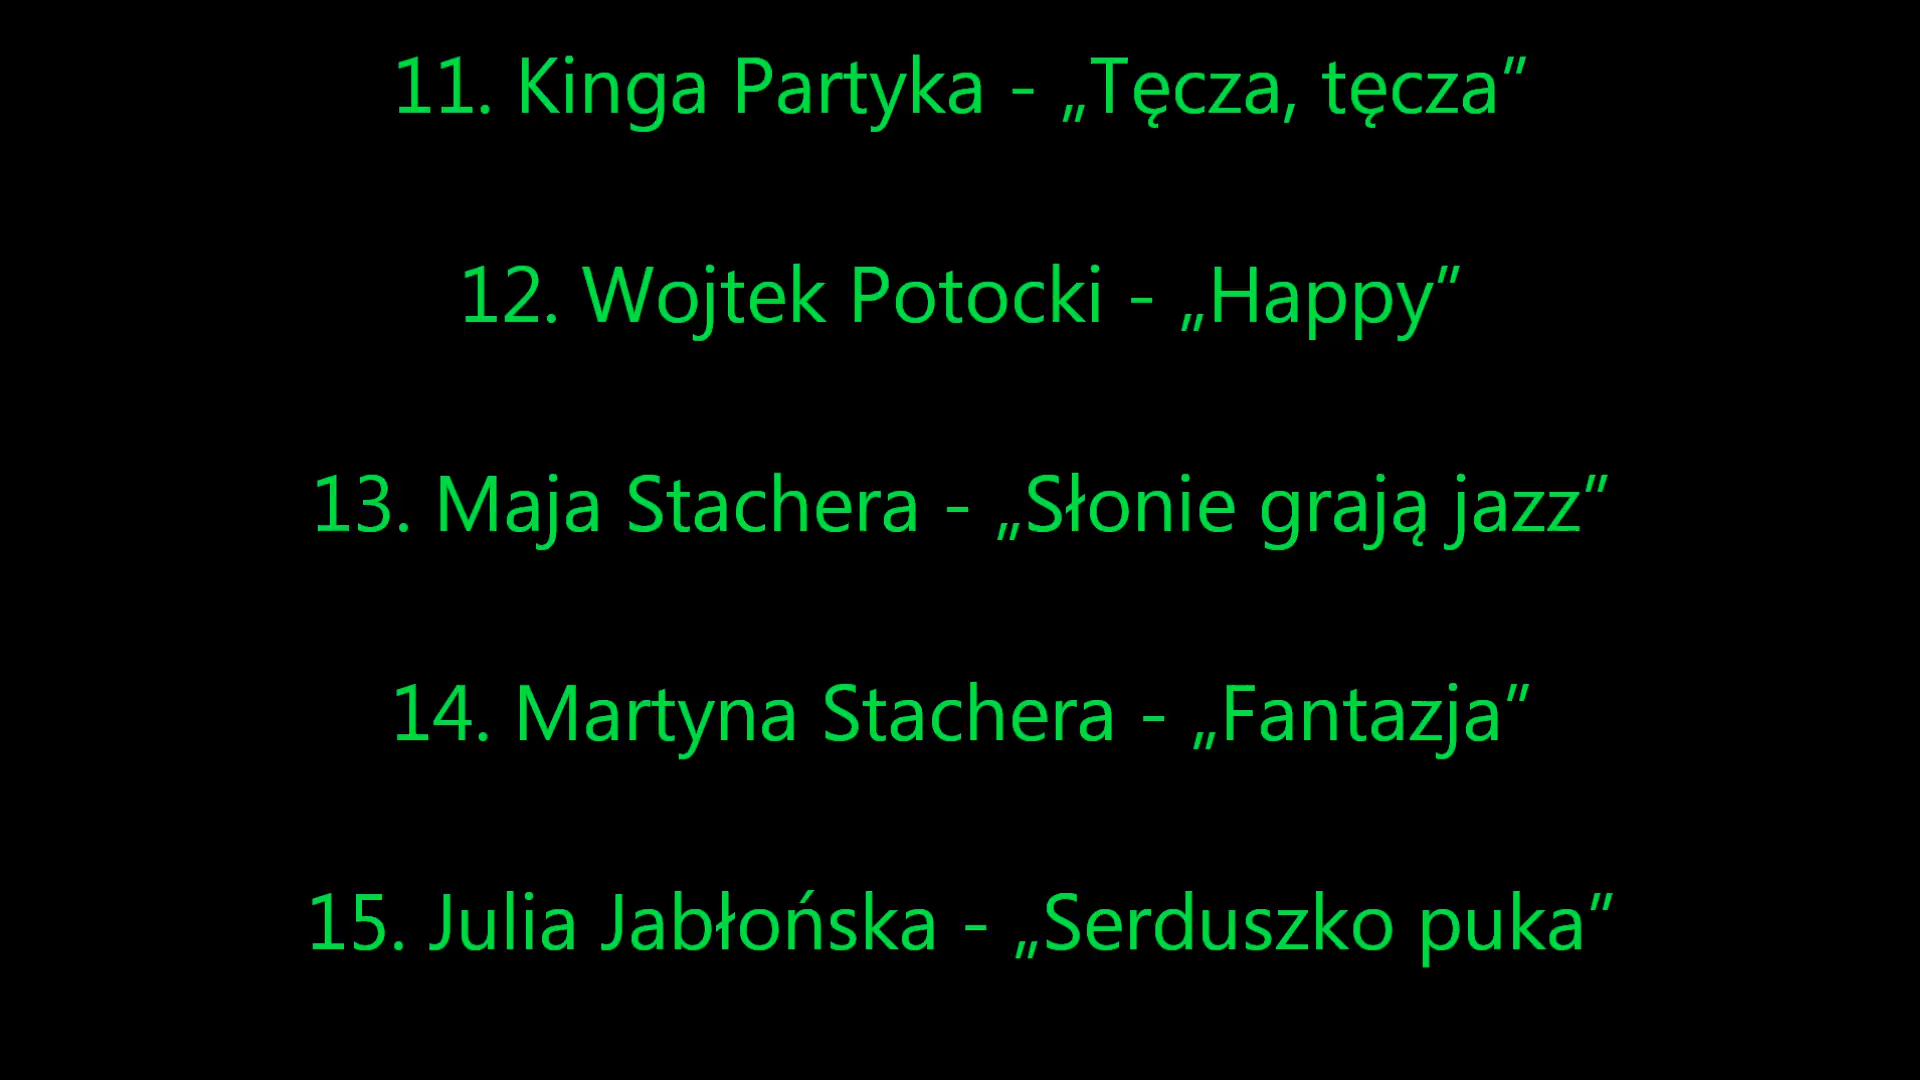 11. Kinga Partyka - „Tęcza, tęcza”
12. Wojtek Potocki - „Happy”
13. Maja Stachera - „Słonie grają jazz”
14. Martyna Stachera - „Fantazja”
15. Julia Jabłońska - „Serduszko puka”